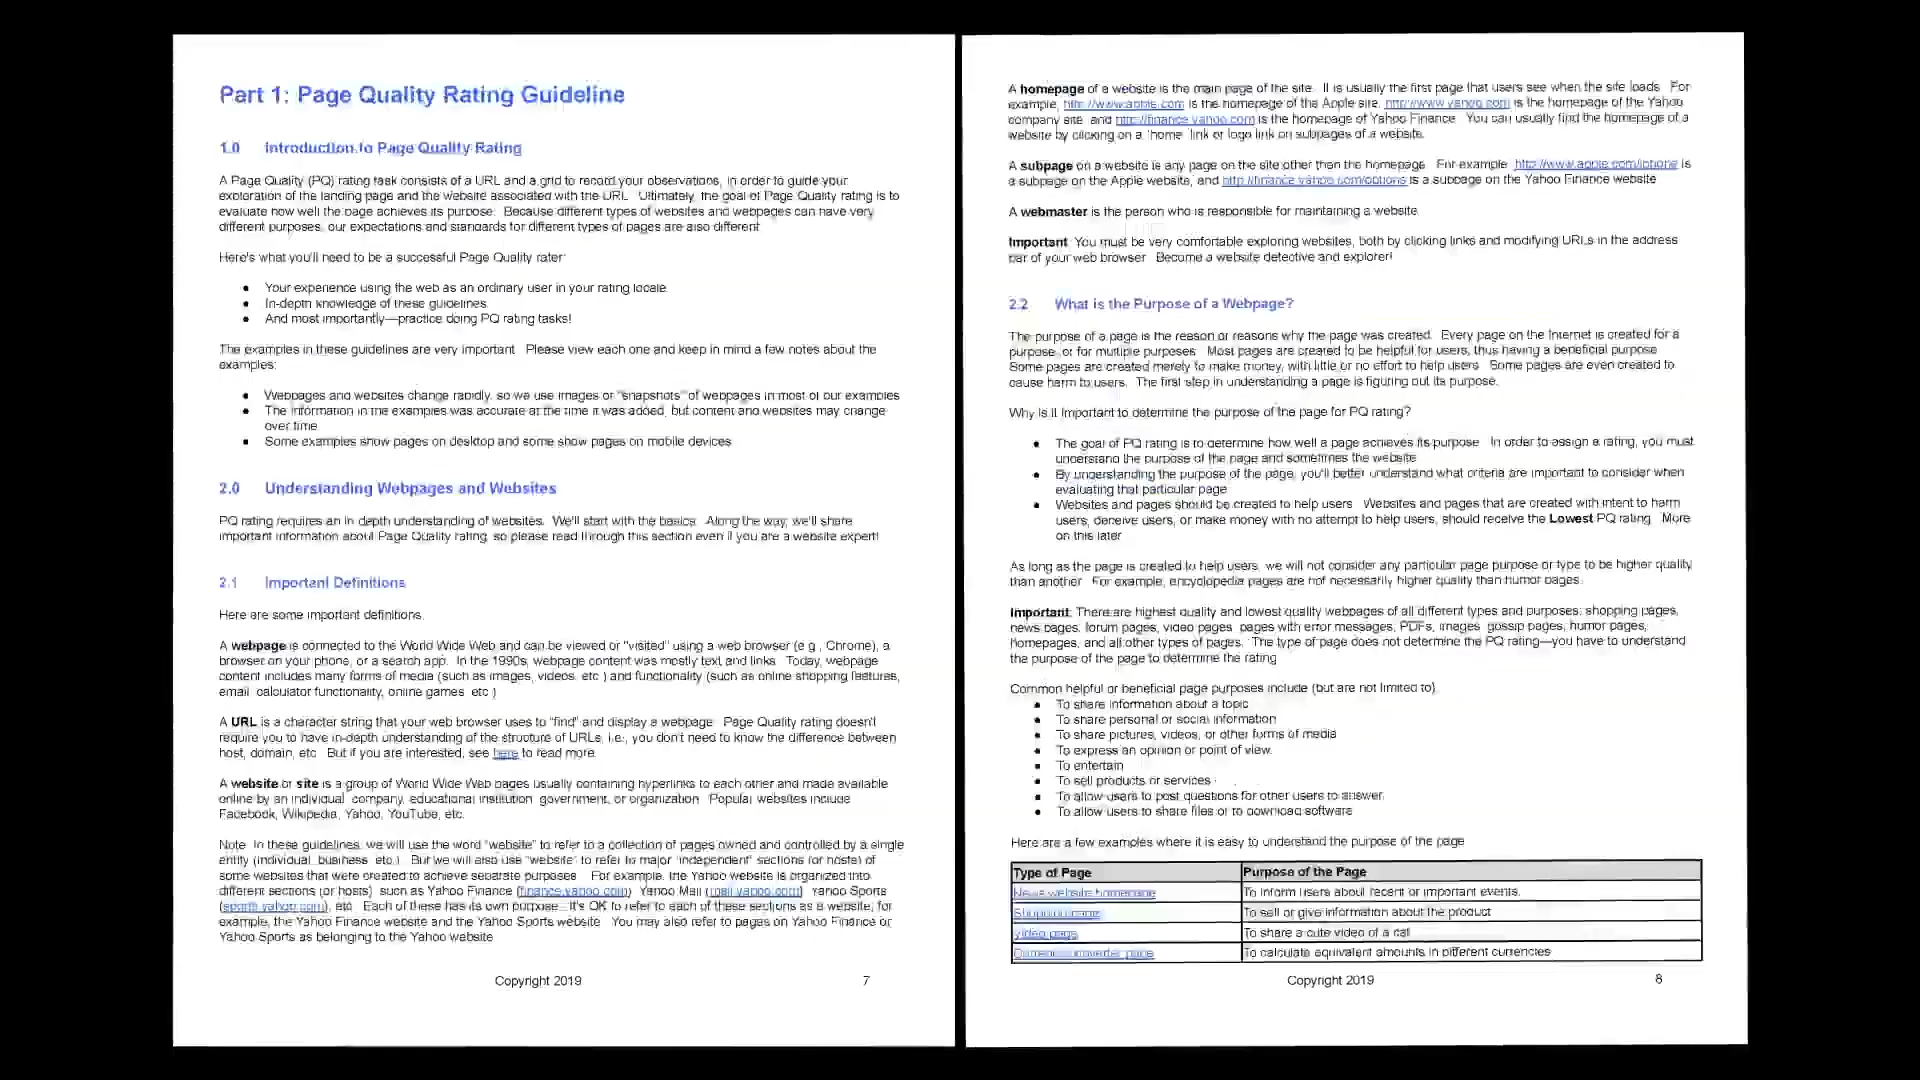 Part 1: Page Quality Rating Guideline
1.0 Introduction to Page Quality Rating
A Page Quality (PQ) rating task consists of a URL and a grid to record your observations, in order to guide your
exploration of the landing page and the website associated with the URL. Ultimately, the goal of Page Quality rating is to
evaluate how well the page achieves its purpose. Because different types of websites and webpages can have very
different purposes, our expectations and standards for different types of pages are also different.
Here's what you'll need to be a successful Page Quality rater:
● Your experience using the web as an ordinary user in your rating locale.
● In-depth knowledge of these guidelines.
● And most importantly—practice doing PQ rating tasks!
The examples in these guidelines are very important. Please view each one and keep in mind a few notes about the
examples:
● Webpages and websites change rapidly, so we use images or "snapshots" of webpages in most of our examples.
● The information in the examples was accurate at the time it was added, but content and websites may change
over time.
● Some examples show pages on desktop and some show pages on mobile devices.
2.0 Understanding Webpages and Websites
PQ rating requires an in-depth understanding of websites. We'll start with the basics. Along the way, we'll share
important information about Page Quality rating, so please read through this section even if you are a website expert!
2.1 Important Definitions
Here are some important definitions:
A webpage is connected to the World Wide Web and can be viewed or "visited" using a web browser (e.g., Chrome), a
browser on your phone, or a search app. In the 1990s, webpage content was mostly text and links. Today, webpage
content includes many forms of media (such as images, videos, etc.) and functionality (such as online shopping features,
email, calculator functionality, online games, etc.).
A URL is a character string that your web browser uses to "find" and display a webpage. Page Quality rating doesn't
require you to have in-depth understanding of the structure of URLs, i.e., you don't need to know the difference between
host, domain, etc. But if you are interested, see here to read more.
A website or site is a group of World Wide Web pages usually containing hyperlinks to each other and made available
online by an individual, company, educational institution, government, or organization. Popular websites include
Facebook, Wikipedia, Yahoo, YouTube, etc.
Note: In these guidelines, we will use the word "website" to refer to a collection of pages owned and controlled by a single
entity (individual, business, etc.). But we will also use "website" to refer to major "independent" sections (or hosts) of
some websites that were created to achieve separate purposes. For example, the Yahoo website is organized into
different sections (or hosts), such as Yahoo Finance (finance.yahoo.com), Yahoo Mail (mail.yahoo.com), Yahoo Sports
(sports.yahoo.com), etc. Each of these has its own purpose. It's OK to refer to each of these sections as a website; for
example, the Yahoo Finance website and the Yahoo Sports website. You may also refer to pages on Yahoo Finance or
Yahoo Sports as belonging to the Yahoo website.
Copyright 2019 7
A homepage of a website is the main page of the site. It is usually the first page that users see when the site loads. For
example, http://www.apple.com is the homepage of the Apple site, http://www.yahoo.com is the homepage of the Yahoo
company site, and http://finance.yahoo.com is the homepage of Yahoo Finance. You can usually find the homepage of a
website by clicking on a "home" link or logo link on subpages of a website.
A subpage on a website is any page on the site other than the homepage. For example, http://www.apple.com/iphone is
a subpage on the Apple website, and http://finance.yahoo.com/options is a subpage on the Yahoo Finance website.
A webmaster is the person who is responsible for maintaining a website.
Important: You must be very comfortable exploring websites, both by clicking links and modifying URLs in the address
bar of your web browser. Become a website detective and explorer!
2.2 What is the Purpose of a Webpage?
The purpose of a page is the reason or reasons why the page was created. Every page on the Internet is created for a
purpose, or for multiple purposes. Most pages are created to be helpful for users, thus having a beneficial purpose.
Some pages are created merely to make money, with little or no effort to help users. Some pages are even created to
cause harm to users. The first step in understanding a page is figuring out its purpose.
Why is it important to determine the purpose of the page for PQ rating?
● The goal of PQ rating is to determine how well a page achieves its purpose. In order to assign a rating, you must
understand the purpose of the page and sometimes the website.
● By understanding the purpose of the page, you'll better understand what criteria are important to consider when
evaluating that particular page.
● Websites and pages should be created to help users. Websites and pages that are created with intent to harm
users, deceive users, or make money with no attempt to help users, should receive the Lowest PQ rating. More
on this later.
As long as the page is created to help users, we will not consider any particular page purpose or type to be higher quality
than another. For example, encyclopedia pages are not necessarily higher quality than humor pages.
Important: There are highest quality and lowest quality webpages of all different types and purposes: shopping pages,
news pages, forum pages, video pages, pages with error messages, PDFs, images, gossip pages, humor pages,
homepages, and all other types of pages. The type of page does not determine the PQ rating—you have to understand
the purpose of the page to determine the rating.
Common helpful or beneficial page purposes include (but are not limited to):
● To share information about a topic.
● To share personal or social information.
● To share pictures, videos, or other forms of media.
● To express an opinion or point of view.
● To entertain.
● To sell products or services.
● To allow users to post questions for other users to answer.
● To allow users to share files or to download software.
Here are a few examples where it is easy to understand the purpose of the page:
Type of Page Purpose of the Page
News website homepage To inform users about recent or important events.
Shopping page To sell or give information about the product.
Video page To share a cute video of a cat.
Currency converter page To calculate equivalent amounts in different currencies.
Copyright 2019 8